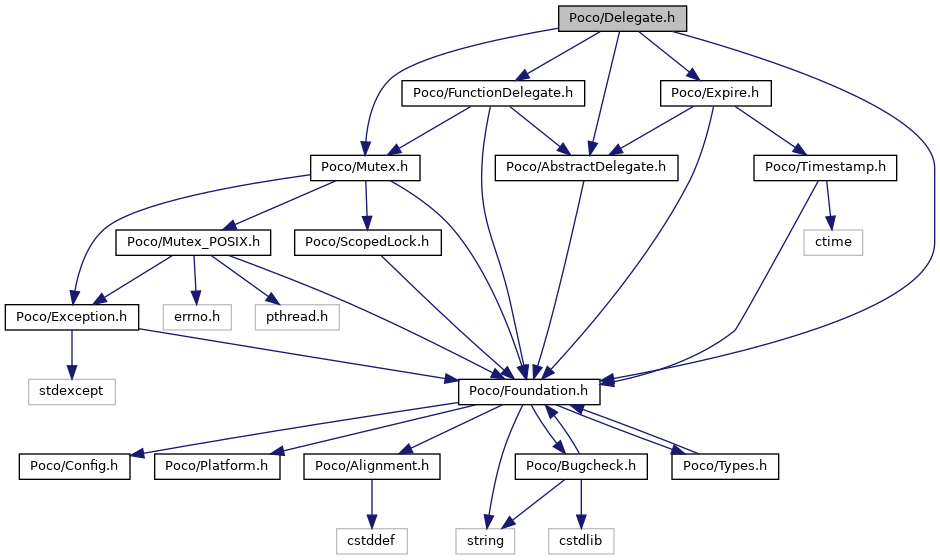 Poco/Delegate.h
Poco/FunctionDelegate.h
Poco/Expire.h
Poco/Mutex.h
Poco/AbstractDelegate.h
Poco/Timestamp.h
Poco/Mutex_POSIX.h
Poco/ScopedLock.h
ctime
Poco/Exception.h
errno.h
pthread.h
stdexcept
Poco/Foundation.h
Poco/Config.h
Poco/Platform.h
Poco/Alignment.h
Poco/Bugcheck.h
Poco/Types.h
cstddef
string
cstdlib